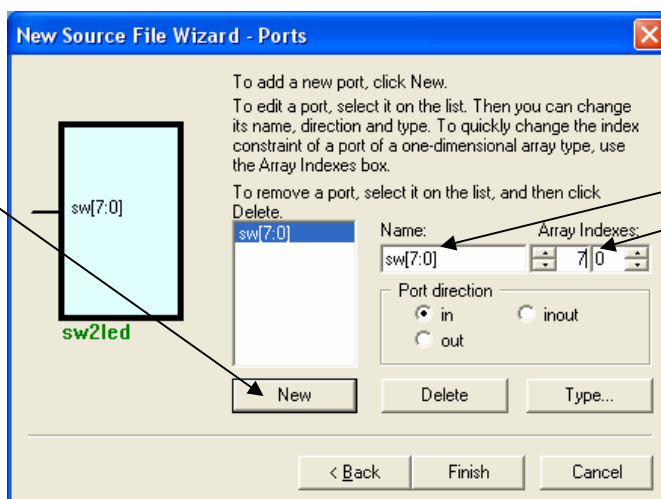 New Source File Wizard - Ports
To add a new port, click New.
To edit a port, select it on the list. Then you can change
its name, direction and type. To quickly change the index
constraint of a port of a one-dimensional array type, use
the Array Indexes box.
To remove a port, select it on the list, and then click
Delete.
sw[7:0]
sw2led
sw[7:0]
Name:
Array Indexes:
sw[7:0]
7 0
Port direction
in
inout
out
New
Delete
Type...
< Back
Finish
Cancel